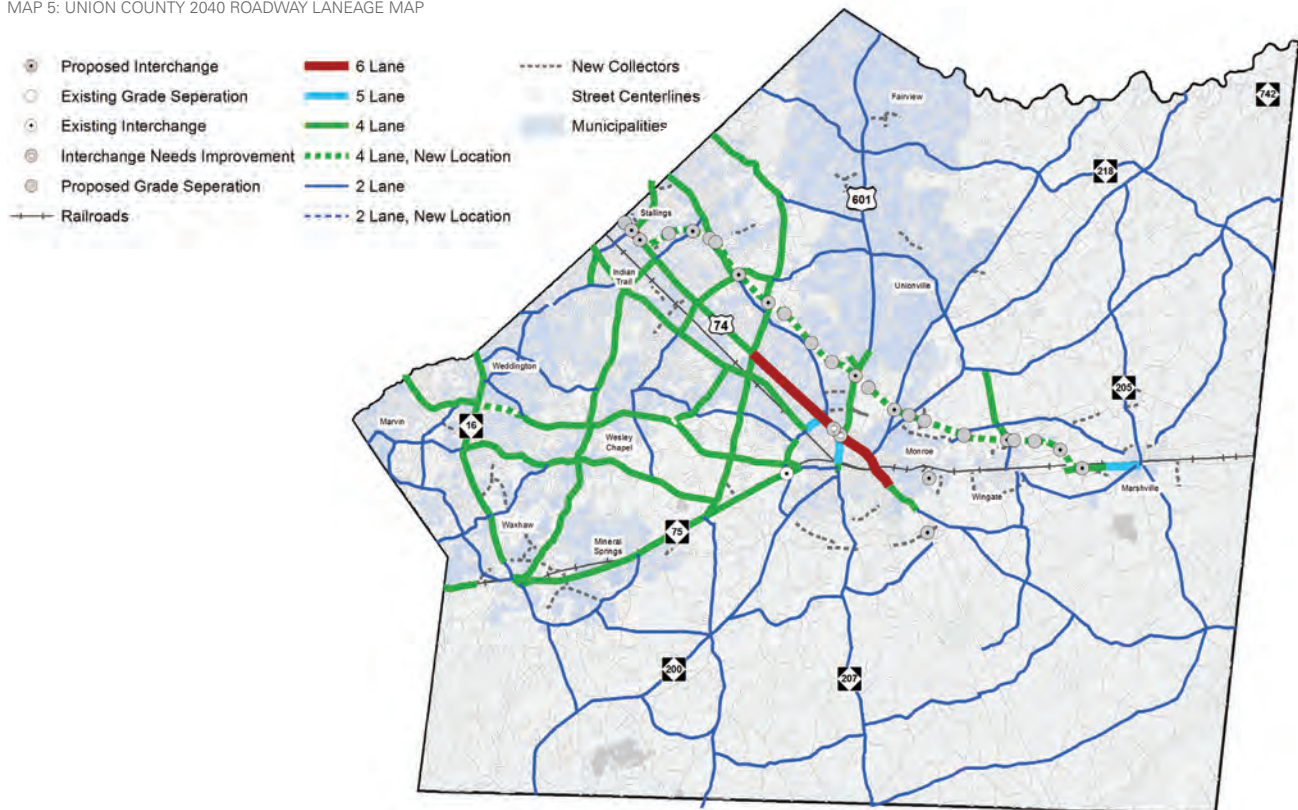 MAP 5: UNION COUNTY 2040 ROADWAY LANEAGE MAP
Proposed Interchange
Existing Grade Seperation
Existing Interchange
Interchange Needs Improvement
Proposed Grade Seperation
Railroads
6 Lane
5 Lane
4 Lane
4 Lane, New Location
2 Lane
2 Lane, New Location
New Collectors
Street Centerlines
Municipalities
742
Fairview
218
601
Stallings
Indian
Trail
Unionville
74
Weddington
205
Marvin
16
Wesley
Chapel
Monroe
Wingate
Marshville
Waxhaw
75
Mineral
Springs
200
207